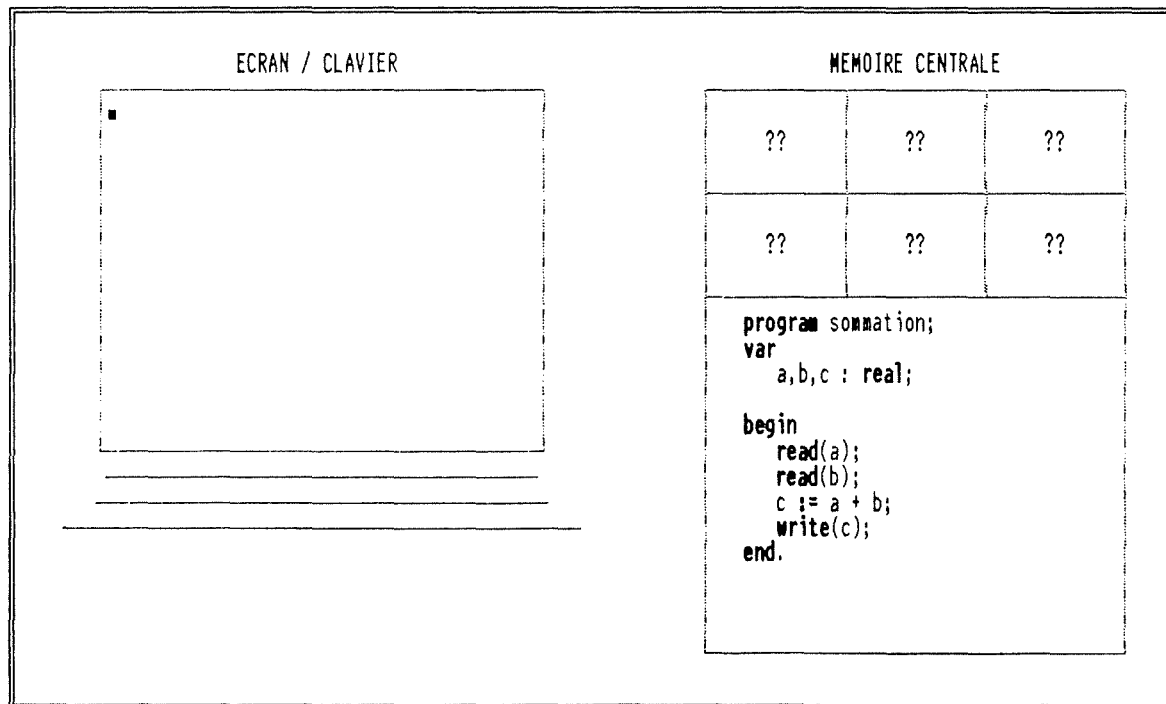 ECRAN / CLAVIER
MEMOIRE CENTRALE
?? ?? ??
?? ?? ??
program sommation;
var
a,b,c : real;
begin
read(a);
read(b);
c := a + b;
write(c);
end.